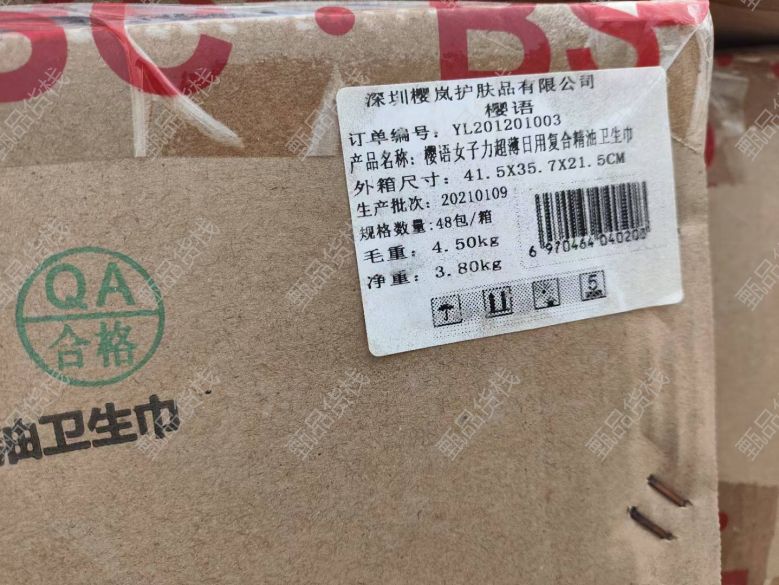 C·BS
深圳樱岚护肤品有限公司
樱语
订单编号: YL201201003
产品名称: 樱语女子力超薄日用复合精油卫生巾
外箱尺寸: 41.5X35.7X21.5CM
生产批次: 20210109
规格数量: 48包/箱
毛重: 4.50kg
净重: 3.80kg
6 970464 040203
5
QA
合格
油卫生巾
甄品货栈